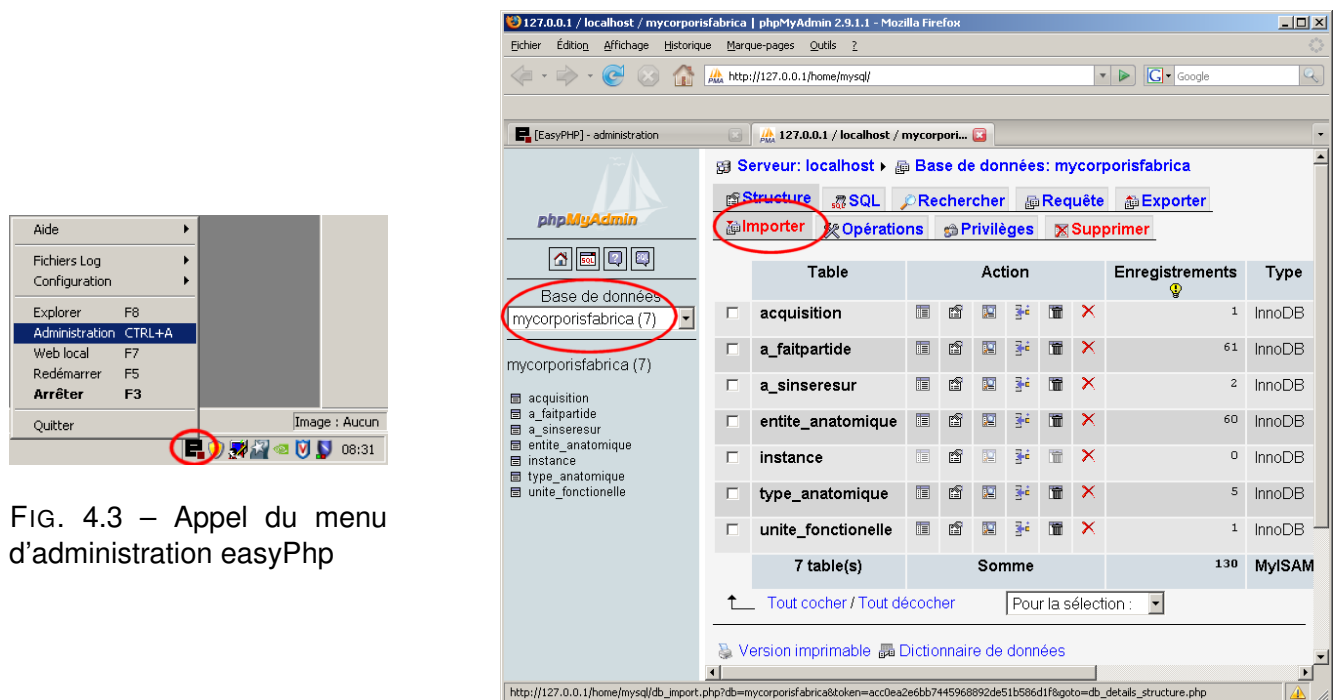 Aide
Fichiers Log
Configuration
Explorer F8
Administration CTRL+A
Web local F7
Redémarrer F5
Arrêter F3
Quitter
Image : Aucun
08:31
FIG. 4.3 – Appel du menu
d'administration easyPhp
127.0.0.1 / localhost / mycorporisfabrica | phpMyAdmin 2.9.1.1 - Mozilla Firefox
Fichier Édition Affichage Historique Marque-pages Outils ?
http://127.0.0.1/home/mysql/
Google
[EasyPHP] - administration
127.0.0.1 / localhost / mycorpori...
phpMyAdmin
Base de données
mycorporisfabrica (7)
mycorporisfabrica (7)
acquisition
a_faitpartide
a_sinseresur
entite_anatomique
instance
type_anatomique
unite_fonctionelle
Serveur: localhost Base de données: mycorporisfabrica
Structure SQL Rechercher Requête Exporter
Importer Opérations Privilèges Supprimer
Table Action Enregistrements Type
acquisition 1 InnoDB
a_faitpartide 61 InnoDB
a_sinseresur 2 InnoDB
entite_anatomique 60 InnoDB
instance 0 InnoDB
type_anatomique 5 InnoDB
unite_fonctionelle 1 InnoDB
7 table(s) Somme 130 MyISAM
Tout cocher / Tout décocher Pour la sélection :
Version imprimable Dictionnaire de données
http://127.0.0.1/home/mysql/db_import.php?db=mycorporisfabrica&token=acc0ea2e6bb7445968892de51b586d1f&goto=db_details_structure.php